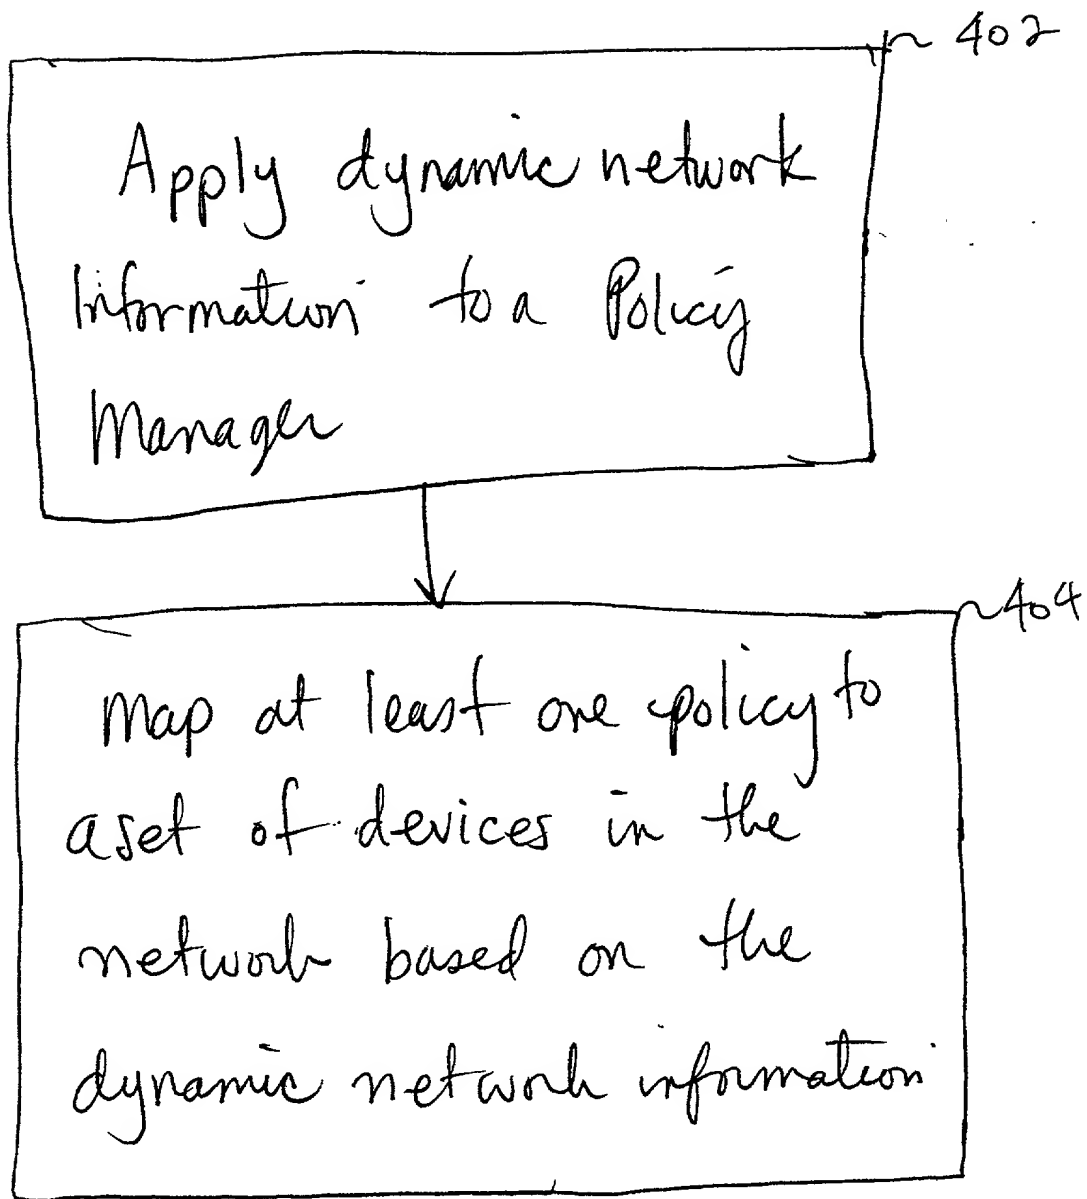 402
Apply dynamic network
Information to a Policy
Manager
404
Map at least one policy to
a set of devices in the
network based on the
dynamic network information